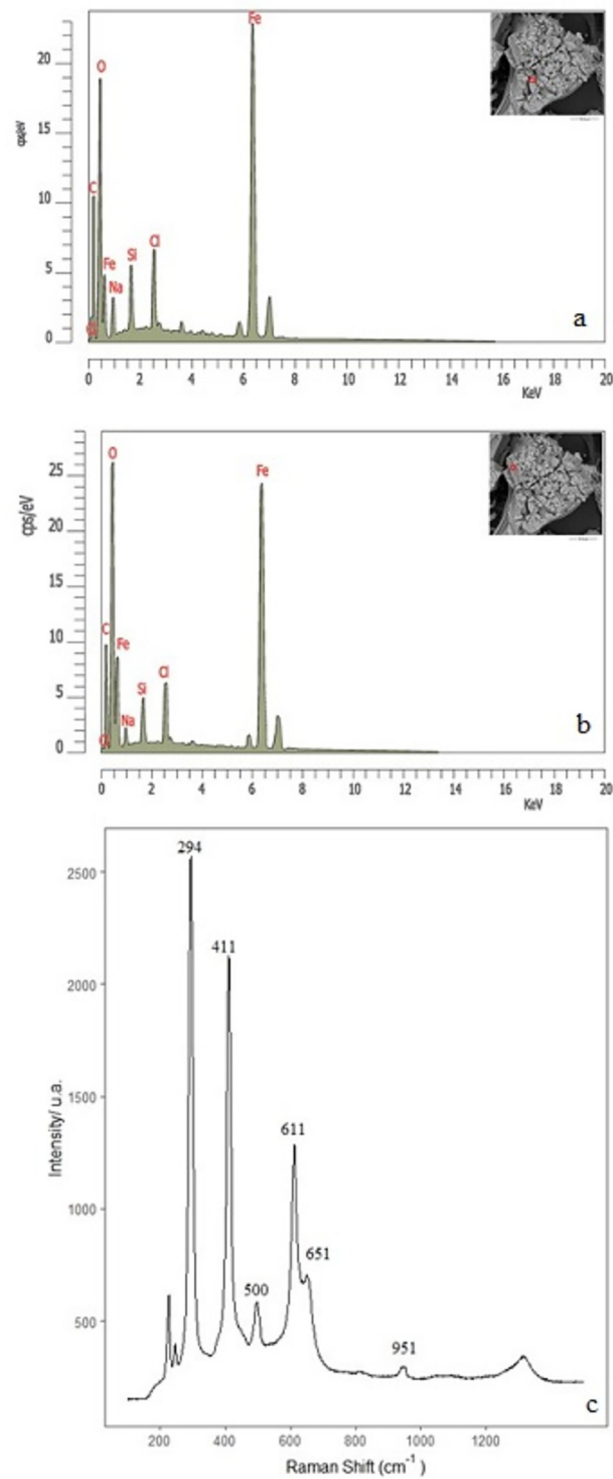 Fe
20
O
15
cps/eV
10
C
Cl
Si
5
Fe
Na
Cl
0
a
0 2 4 6 8 10 12 14 16 18 20
KeV
O
25
Fe
20
cps/eV
15
10
C
Fe
Cl
5
Si
Na
0
b
0 2 4 6 8 10 12 14 16 18 20
KeV
294
2500
411
2000
Intensity/ u.a.
1500
611
1000
651
500
500
951
c
200 400 600 800 1000 1200
Raman Shift (cm⁻¹)